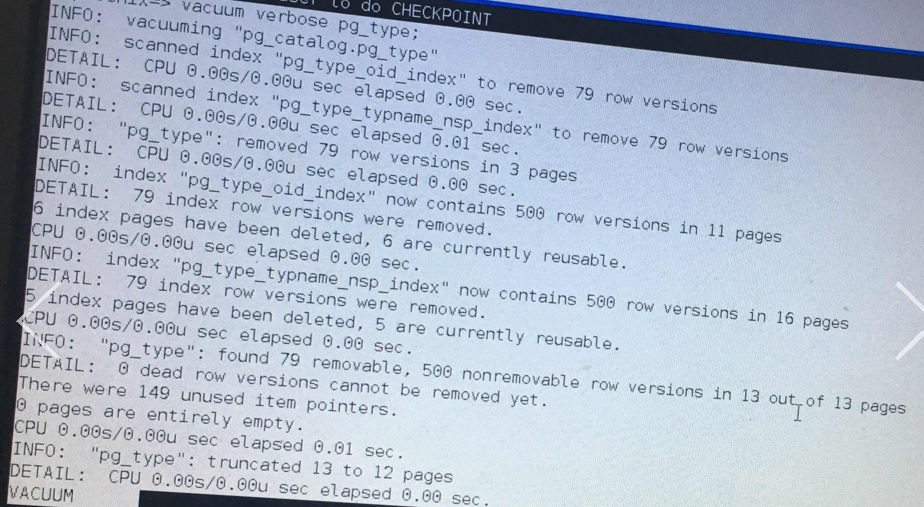 to do CHECKPOINT
=> vacuum verbose pg_type;
INFO:  vacuuming "pg_catalog.pg_type"
INFO:  scanned index "pg_type_oid_index" to remove 79 row versions
DETAIL:  CPU 0.00s/0.00u sec elapsed 0.00 sec.
INFO:  scanned index "pg_type_typname_nsp_index" to remove 79 row versions
DETAIL:  CPU 0.00s/0.00u sec elapsed 0.01 sec.
INFO:  "pg_type": removed 79 row versions in 3 pages
DETAIL:  CPU 0.00s/0.00u sec elapsed 0.00 sec.
INFO:  index "pg_type_oid_index" now contains 500 row versions in 11 pages
DETAIL:  79 index row versions were removed.
6 index pages have been deleted, 6 are currently reusable.
CPU 0.00s/0.00u sec elapsed 0.00 sec.
INFO:  index "pg_type_typname_nsp_index" now contains 500 row versions in 16 pages
DETAIL:  79 index row versions were removed.
5 index pages have been deleted, 5 are currently reusable.
CPU 0.00s/0.00u sec elapsed 0.00 sec.
INFO:  "pg_type": found 79 removable, 500 nonremovable row versions in 13 out of 13 pages
DETAIL:  0 dead row versions cannot be removed yet.
There were 149 unused item pointers.
0 pages are entirely empty.
CPU 0.00s/0.00u sec elapsed 0.01 sec.
INFO:  "pg_type": truncated 13 to 12 pages
DETAIL:  CPU 0.00s/0.00u sec elapsed 0.00 sec.
VACUUM